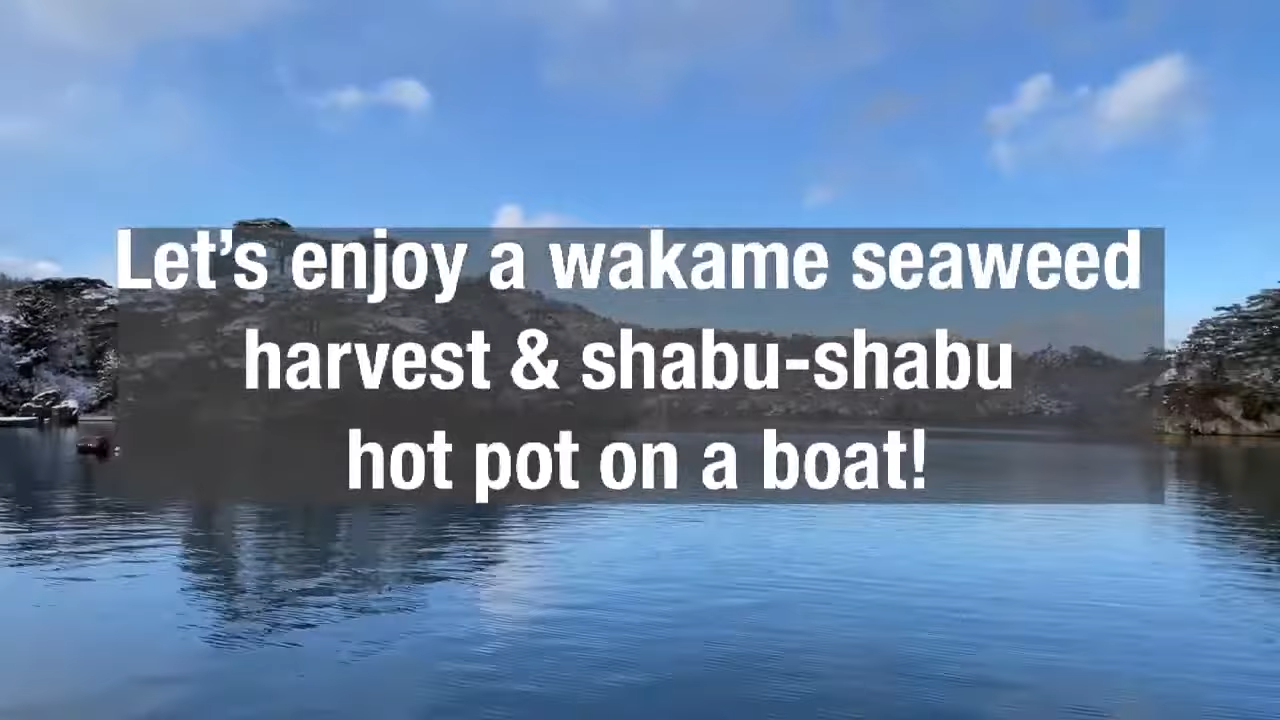 Let’s enjoy a wakame seaweed
harvest & shabu-shabu
hot pot on a boat!